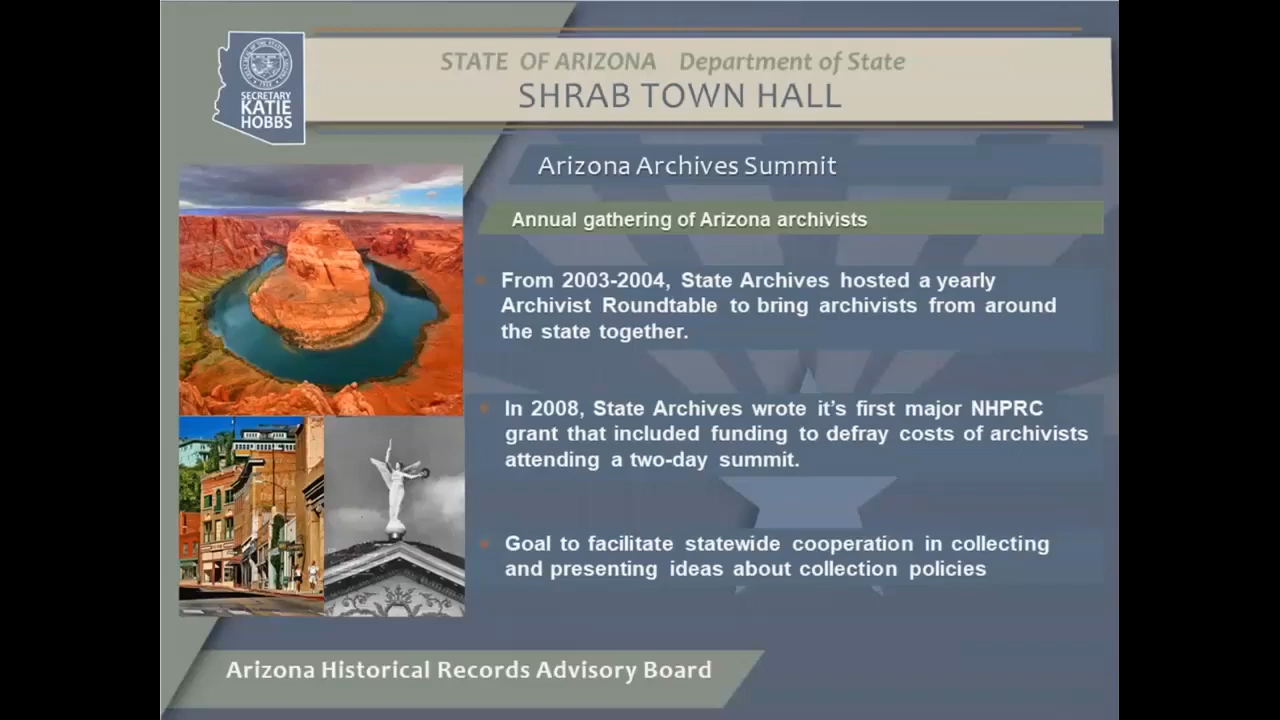 SECRETARY
KATIE
HOBBS
STATE OF ARIZONA Department of State
SHRAB TOWN HALL
Arizona Archives Summit
Annual gathering of Arizona archivists
From 2003-2004, State Archives hosted a yearly
Archivist Roundtable to bring archivists from around
the state together.
In 2008, State Archives wrote it’s first major NHPRC
grant that included funding to defray costs of archivists
attending a two-day summit.
Goal to facilitate statewide cooperation in collecting
and presenting ideas about collection policies
Arizona Historical Records Advisory Board